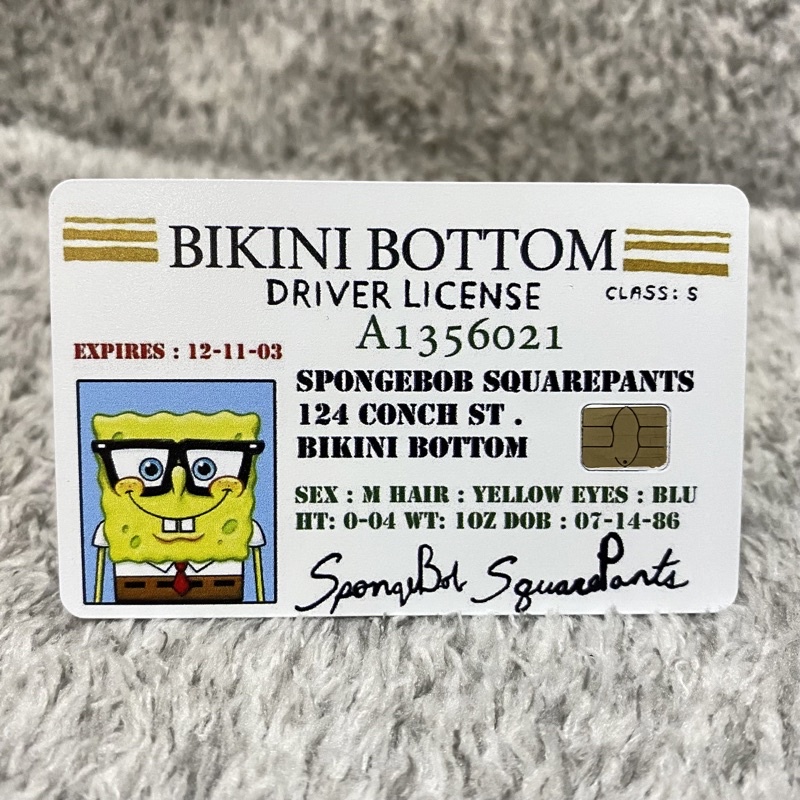 BIKINI BOTTOM
DRIVER LICENSE CLASS: S
A1356021
EXPIRES : 12-11-03
SPONGEBOB SQUAREPANTS
124 CONCH ST .
BIKINI BOTTOM
SEX : M HAIR : YELLOW EYES : BLU
HT: 0-04 WT: 1OZ DOB : 07-14-86
SpongeBob SquarePants